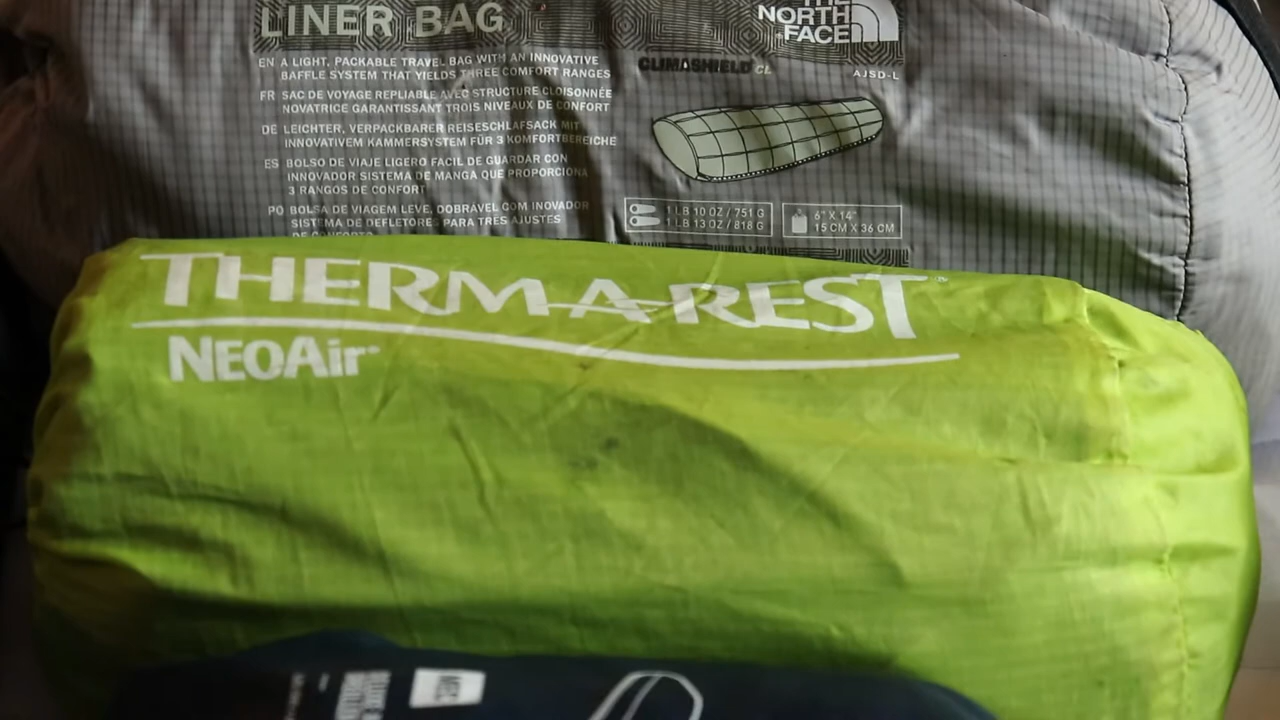 LINER BAG
THE
NORTH
FACE
EN A LIGHT, PACKABLE TRAVEL BAG WITH AN INNOVATIVE
BAFFLE SYSTEM THAT YIELDS THREE COMFORT RANGES
FR SAC DE VOYAGE REPLIABLE AVEC STRUCTURE CLOISONNÉE
NOVATRICE GARANTISSANT TROIS NIVEAUX DE CONFORT
DE LEICHTER, VERPACKBARER REISESCHLAFSACK MIT
INNOVATIVEM KAMMERSYSTEM FÜR 3 KOMFORTBEREICHE
ES BOLSO DE VIAJE LIGERO FACIL DE GUARDAR CON
INNOVADOR SISTEMA DE MANGA QUE PROPORCIONA
3 RANGOS DE CONFORT
PO BOLSA DE VIAGEM LEVE, DOBRÁVEL COM INOVADOR
SISTEMA DE DEFLETORES PARA TRES AJUSTES
DE CONFORTO
CLIMASHIELD CL
AJSD-L
1 LB 10 OZ / 751 G
1 LB 13 OZ / 818 G
6" X 14"
15 CM X 36 CM
THERMAREST®
NEOAir
MEC